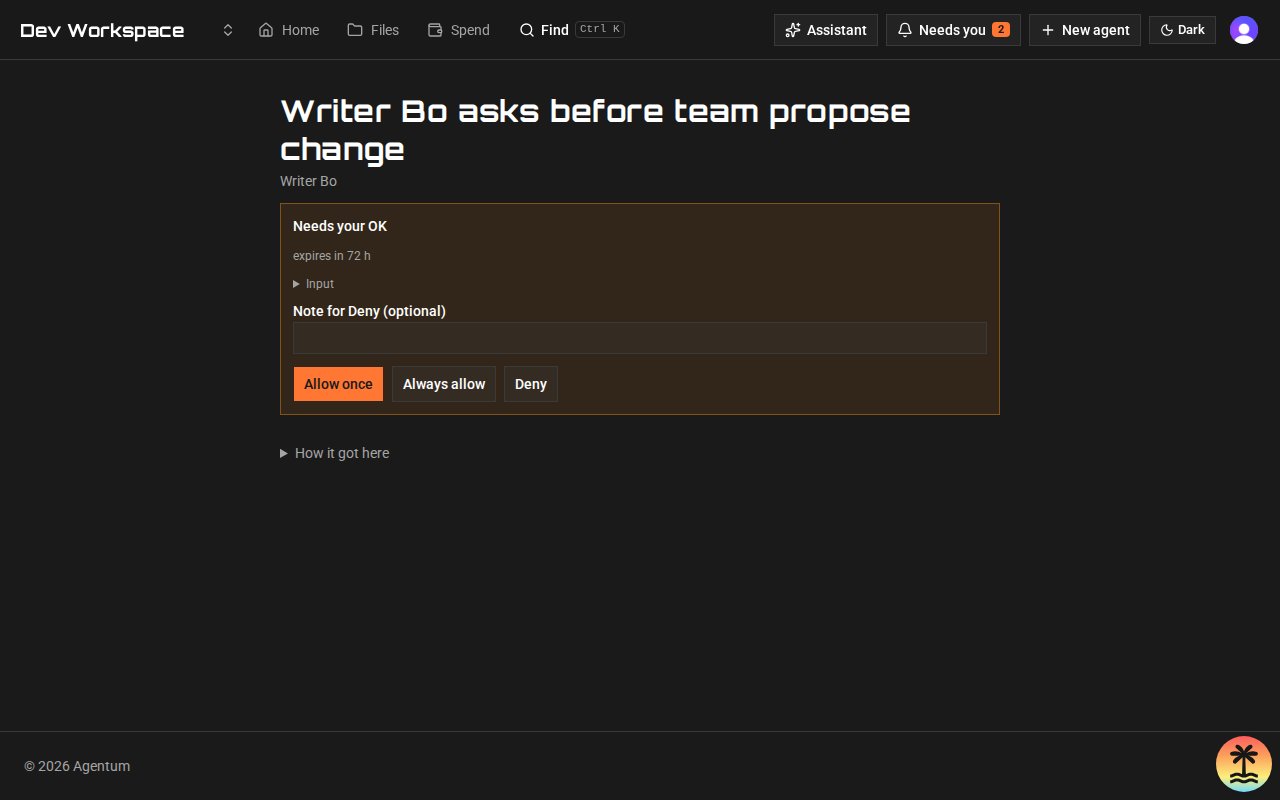 Dev Workspace
Home
Files
Spend
Find
Ctrl K
Assistant
Needs you 2
New agent
Dark
Writer Bo asks before team propose
change
Writer Bo
Needs your OK
expires in 72 h
Input
Note for Deny (optional)
Allow once
Always allow
Deny
How it got here
© 2026 Agentum